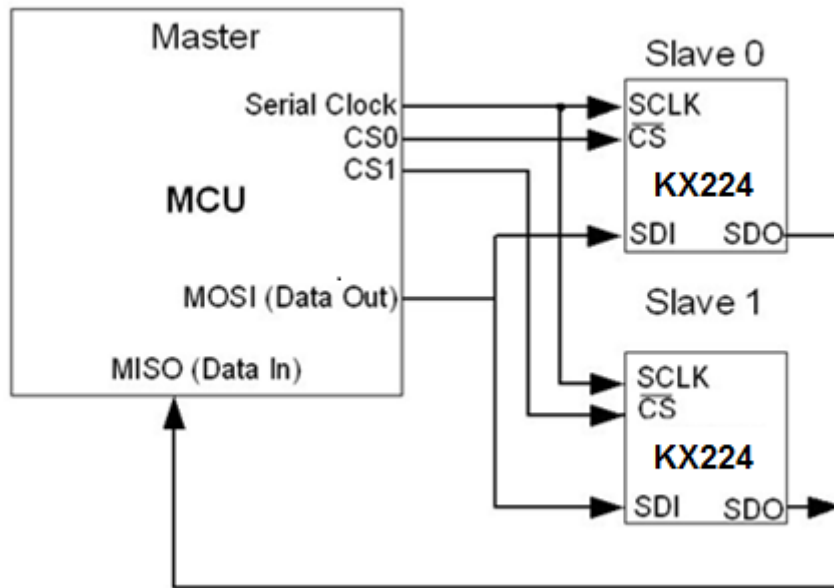 Master
Serial Clock
CS0
CS1
MCU
MOSI (Data Out)
MISO (Data In)
Slave 0
SCLK
CS
KX224
SDI SDO
Slave 1
SCLK
CS
KX224
SDI SDO